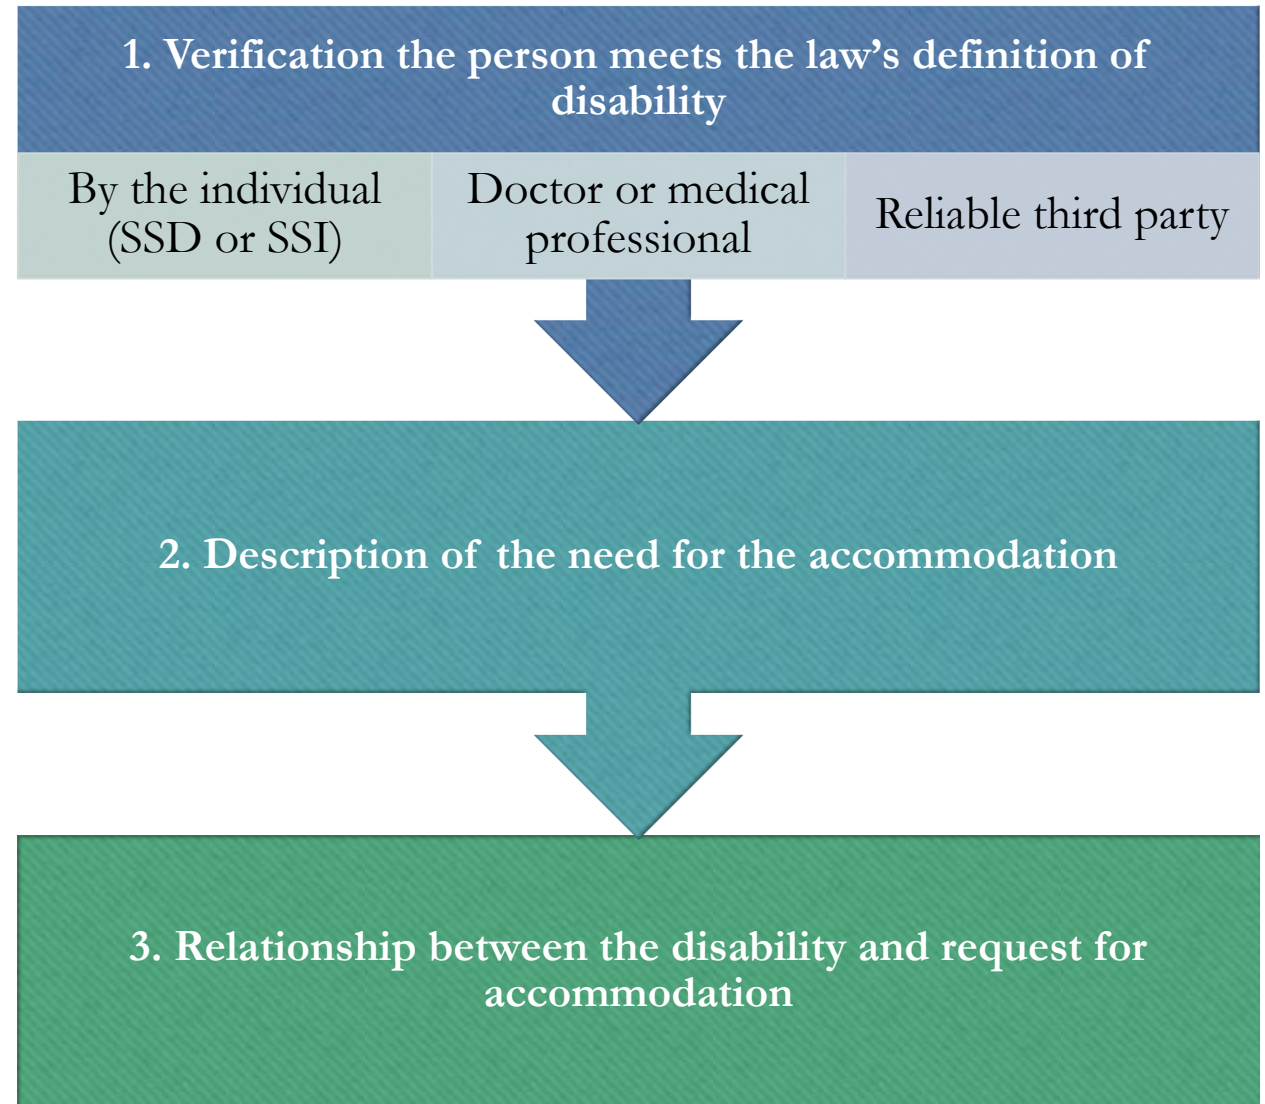 1. Verification the person meets the law’s definition of
disability
By the individual
(SSD or SSI)
Doctor or medical
professional
Reliable third party
2. Description of the need for the accommodation
3. Relationship between the disability and request for
accommodation